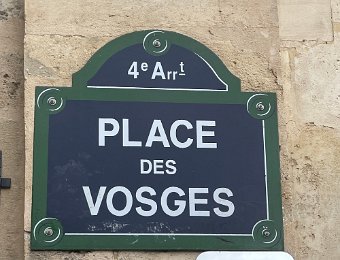 4e Arrt
PLACE
DES
VOSGES